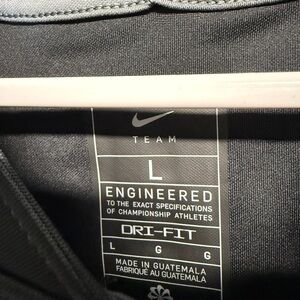 TEAM
L
ENGINEERED
TO THE EXACT SPECIFICATIONS
OF CHAMPIONSHIP ATHLETES
DRI-FIT
L G G
MADE IN GUATEMALA
FABRIQUÉ AU GUATEMALA